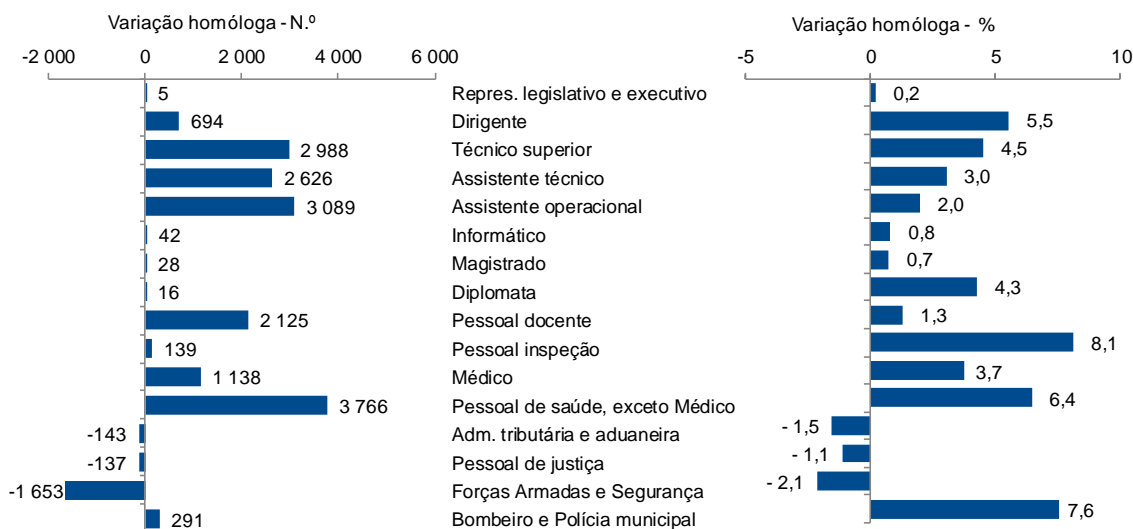 Variação homóloga - N.º Variação homóloga - %
-2 000 0 2 000 4 000 6 000 -5 0 5 10
5 Repres. legislativo e executivo 0,2
694 Dirigente 5,5
2 988 Técnico superior 4,5
2 626 Assistente técnico 3,0
3 089 Assistente operacional 2,0
42 Informático 0,8
28 Magistrado 0,7
16 Diplomata 4,3
2 125 Pessoal docente 1,3
139 Pessoal inspeção 8,1
1 138 Médico 3,7
3 766 Pessoal de saúde, exceto Médico 6,4
-143 Adm. tributária e aduaneira - 1,5
-137 Pessoal de justiça - 1,1
-1 653 Forças Armadas e Segurança - 2,1
291 Bombeiro e Polícia municipal 7,6